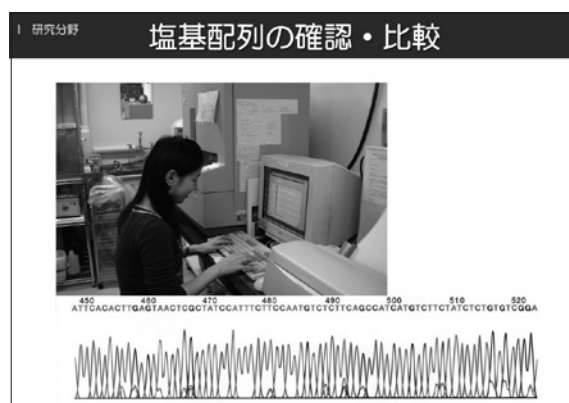 I 研究分野
塩基配列の確認・比較
450 460 470 480 490 500 510 520
ATTCACACTTGAGTAACTCGCTATCCATTTCTTCCAATGTCTCTTCAGCCATCATGTCTTCTATCTCTGTGTCGGA